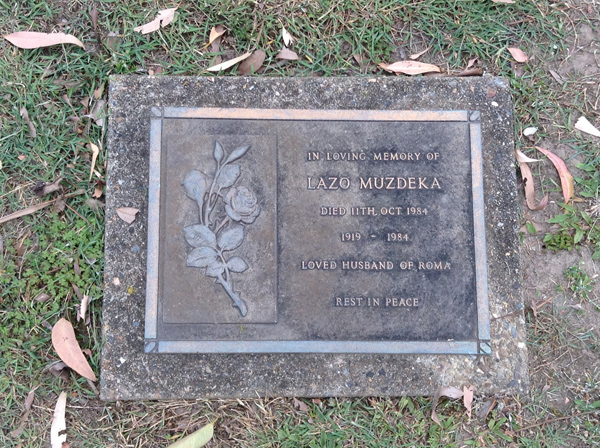 IN LOVING MEMORY OF
LAZO MUZDEKA
DIED 11TH OCT 1984
1919 - 1984
LOVED HUSBAND OF ROMA
REST IN PEACE